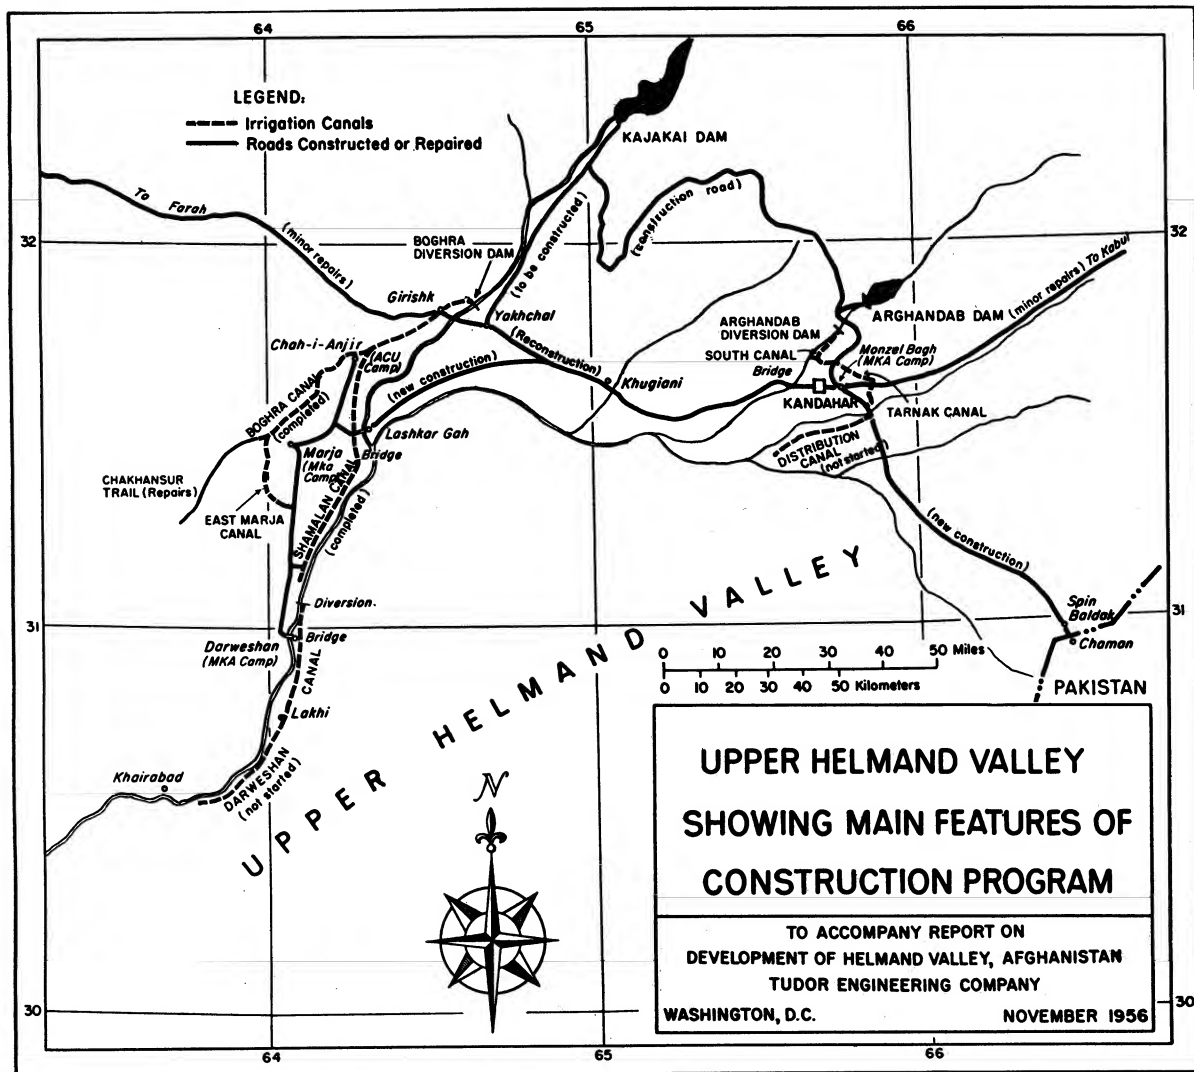 64
65
66
LEGEND:
Irrigation Canals
Roads Constructed or Repaired
KAJAKAI DAM
To Farah
(minor repairs)
(construction road)
32
32
BOGHRA
DIVERSION DAM
(to be constructed)
Girishk
Yakhchal
ARGHANDAB DAM
(minor repairs) To Kabul
ARGHANDAB
DIVERSION DAM
SOUTH CANAL
Bridge
Manzel Bagh
(MKA Camp)
Chah-i-Anjir
(ACU
Camp)
(Reconstruction)
(new construction)
Khugiani
KANDAHAR
TARNAK CANAL
BOGHRA CANAL
(completed)
Lashkar Gah
Bridge
Marja
(Mka
Camp)
DISTRIBUTION
CANAL
(not started)
CHAKHANSUR
TRAIL (Repairs)
EAST MARJA
CANAL
SHAMALAN CANAL
(completed)
(new construction)
Diversion.
31
31
Spin
Baldak
Chaman
Darweshan
(MKA Camp)
Bridge
CANAL
UPPER HELMAND VALLEY
0 10 20 30 40 50 Miles
0 10 20 30 40 50 Kilometers
PAKISTAN
Lakhi
Khairabad
DARWESHAN
(not started)
N
UPPER HELMAND VALLEY
SHOWING MAIN FEATURES OF
CONSTRUCTION PROGRAM
TO ACCOMPANY REPORT ON
DEVELOPMENT OF HELMAND VALLEY, AFGHANISTAN
TUDOR ENGINEERING COMPANY
WASHINGTON, D.C. NOVEMBER 1956
30
30
64
65
66